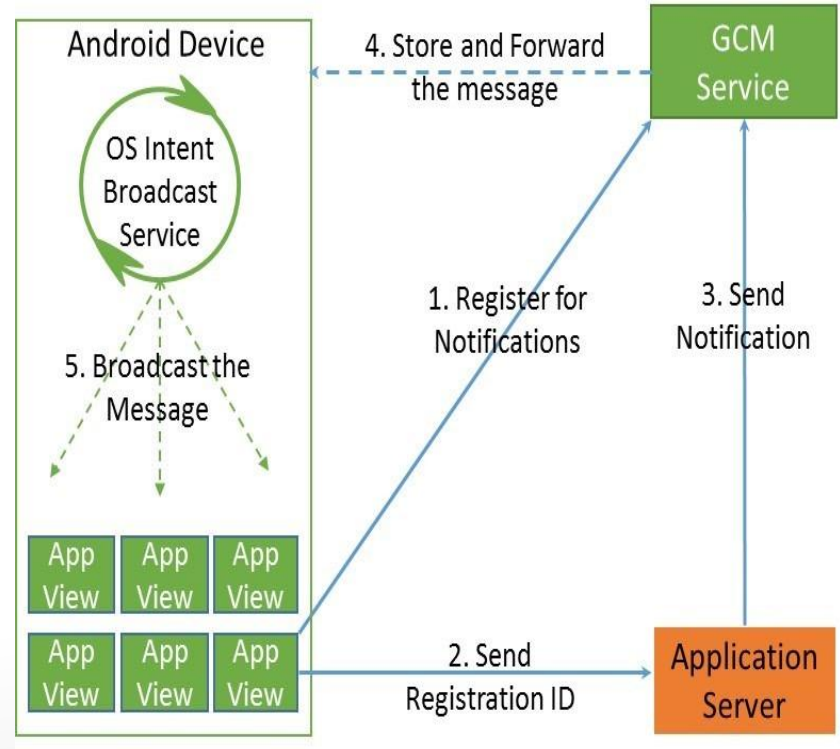 Android Device
OS Intent
Broadcast
Service
5. Broadcast the
Message
App
View
App
View
App
View
App
View
App
View
App
View
4. Store and Forward
the message
GCM
Service
1. Register for
Notifications
3. Send
Notification
2. Send
Registration ID
Application
Server